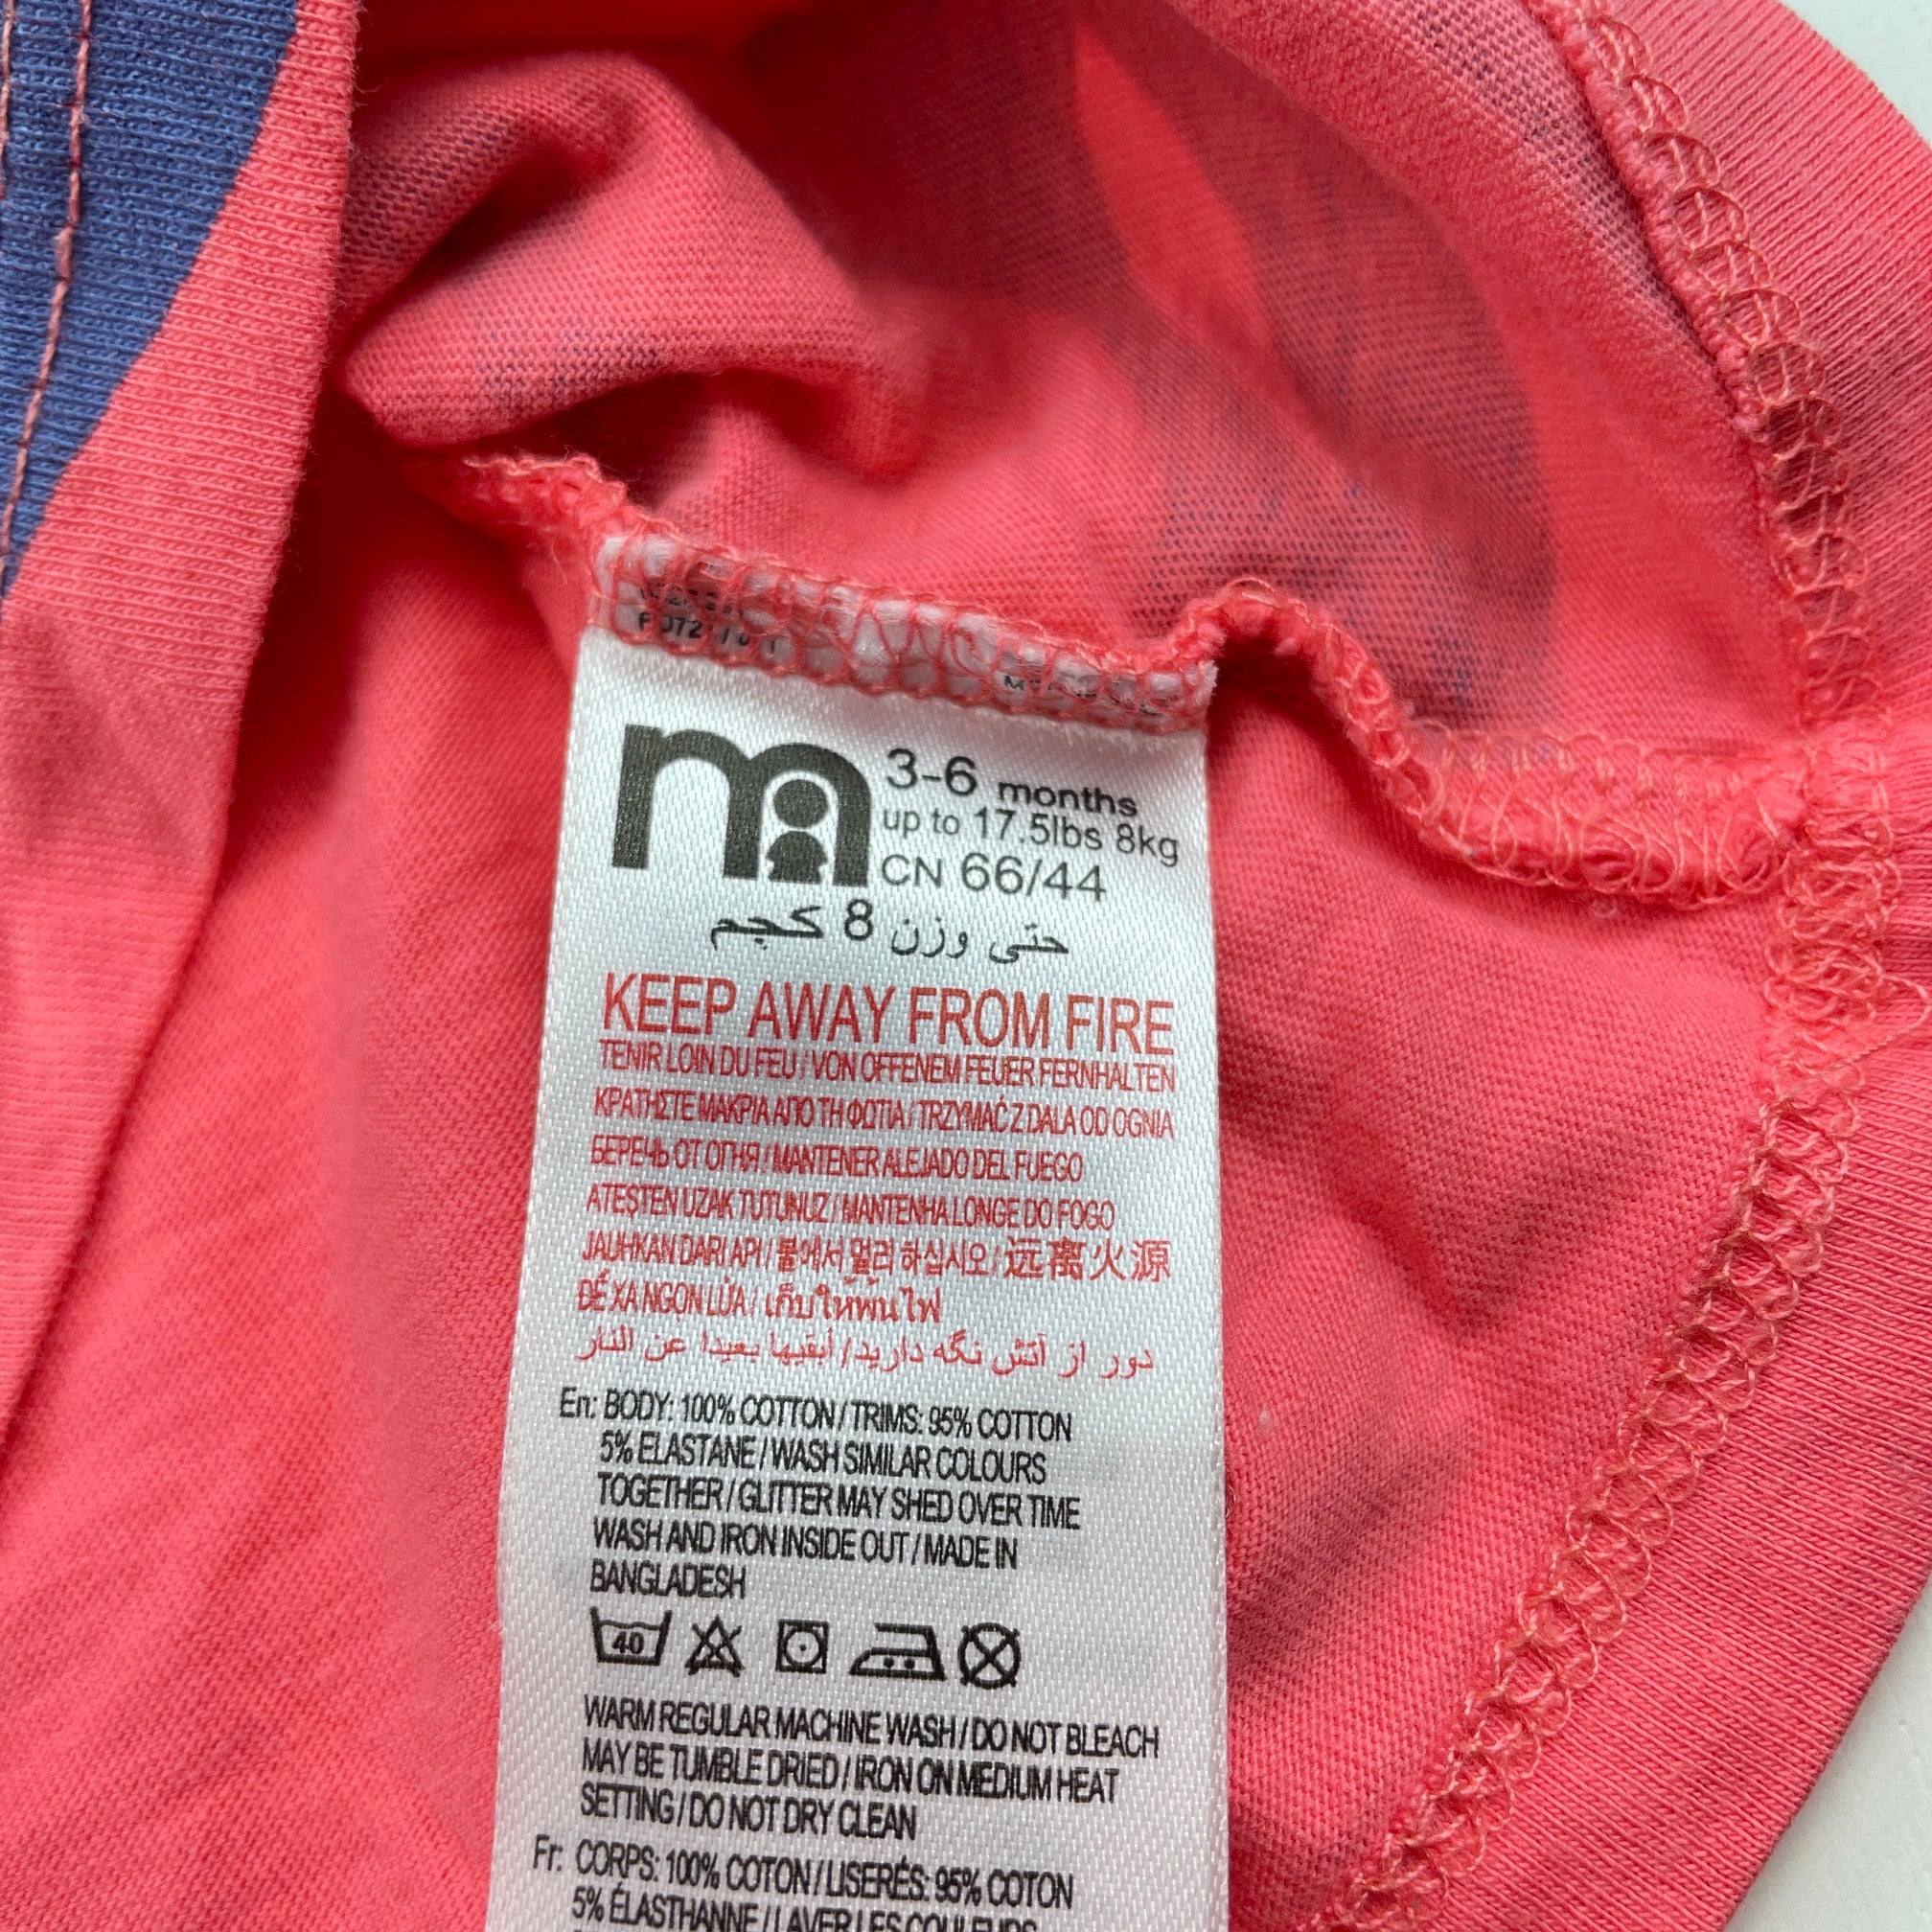 3-6 months
up to 17.5lbs 8kg
CN 66/44
حتى وزن 8 كجم
KEEP AWAY FROM FIRE
TENIR LOIN DU FEU / VON OFFENEM FEUER FERNHALTEN
ΚΡΑΤΗΣΤΕ ΜΑΚΡΙΑ ΑΠΟ ΤΗ ΦΩΤΙΑ / TRZYMAĆ Z DALA OD OGNIA
БЕРЕЧЬ ОТ ОГНЯ / MANTENER ALEJADO DEL FUEGO
ATEŞTEN UZAK TUTUNUZ / MANTENHA LONGE DO FOGO
JAUHKAN DARI API / 불에서 멀리 하십시오 / 远离火源
ĐỂ XA NGỌN LỬA / เก็บให้พ้นไฟ
دور از آتش نگه دارید / أبقيها بعيدا عن النار
En: BODY: 100% COTTON / TRIMS: 95% COTTON
5% ELASTANE / WASH SIMILAR COLOURS
TOGETHER / GLITTER MAY SHED OVER TIME
WASH AND IRON INSIDE OUT / MADE IN
BANGLADESH
40
WARM REGULAR MACHINE WASH / DO NOT BLEACH
MAY BE TUMBLE DRIED / IRON ON MEDIUM HEAT
SETTING / DO NOT DRY CLEAN
Fr: CORPS: 100% COTON / LISERÉS: 95% COTON
5% ÉLASTHANNE / LAVER LES COULEURS